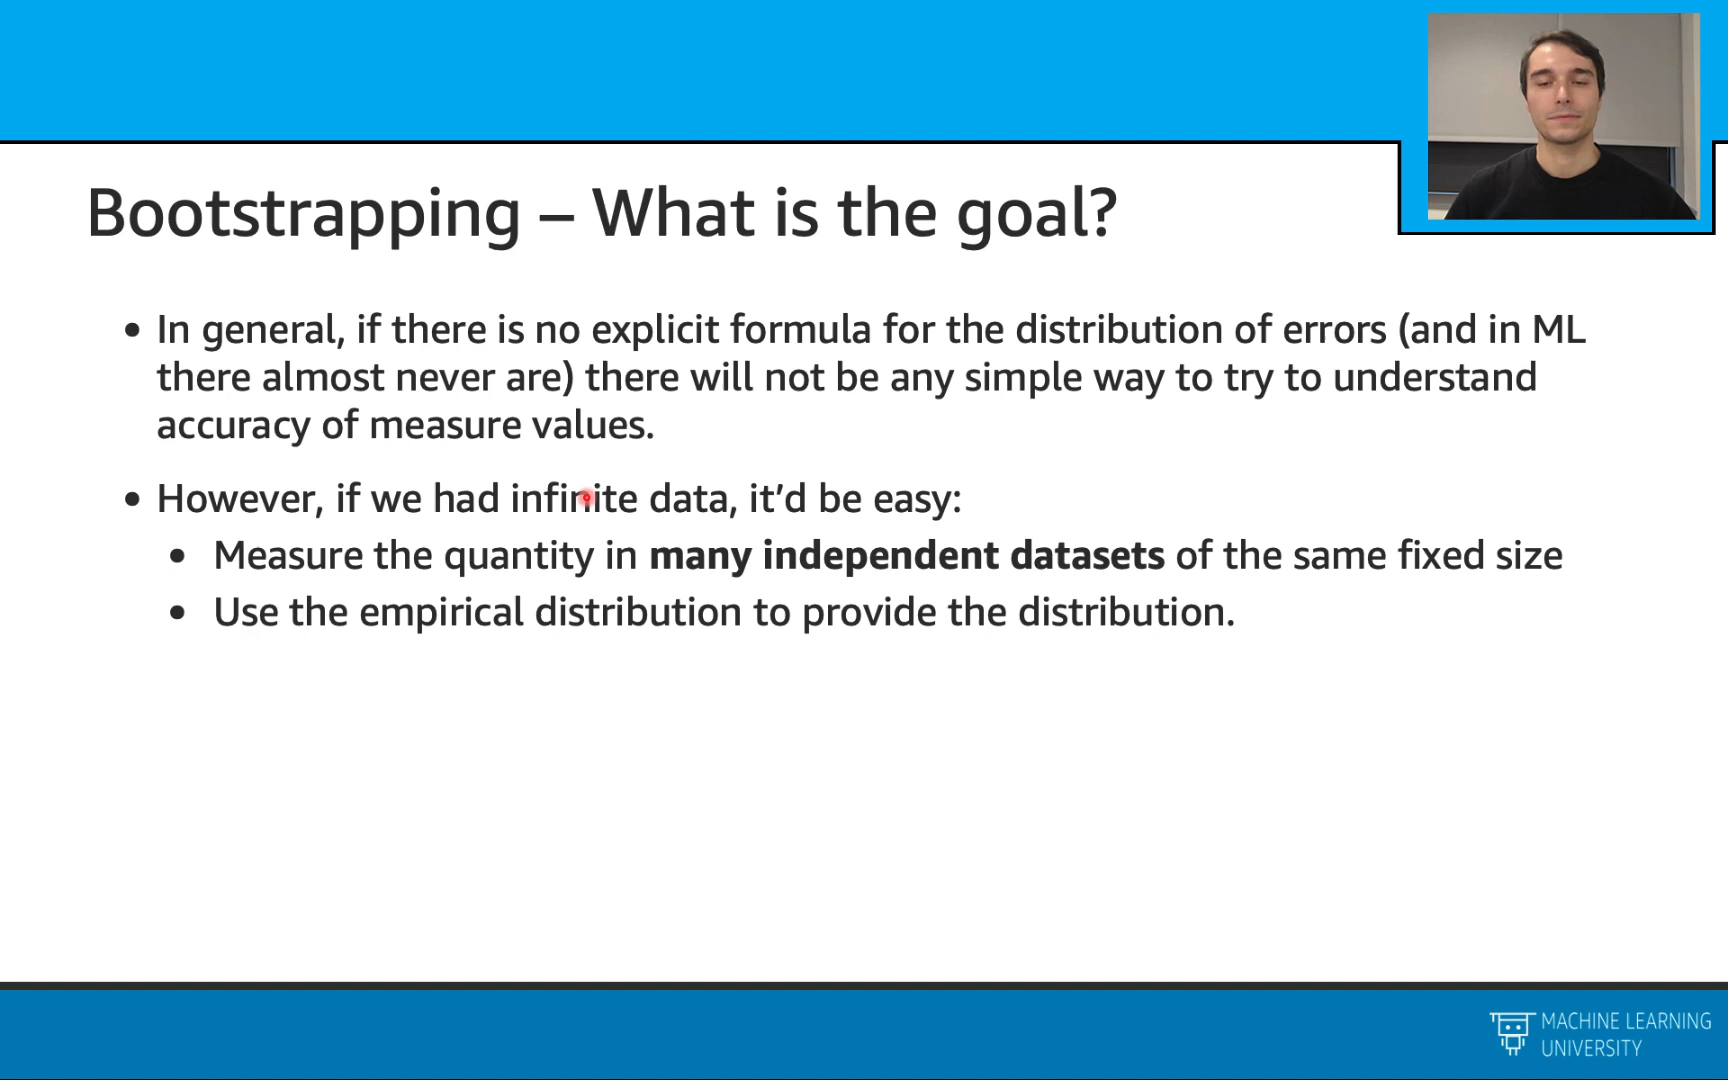 Bootstrapping – What is the goal?
• In general, if there is no explicit formula for the distribution of errors (and in ML
there almost never are) there will not be any simple way to try to understand
accuracy of measure values.
• However, if we had infinite data, it’d be easy:
• Measure the quantity in many independent datasets of the same fixed size
• Use the empirical distribution to provide the distribution.
MACHINE LEARNING
UNIVERSITY